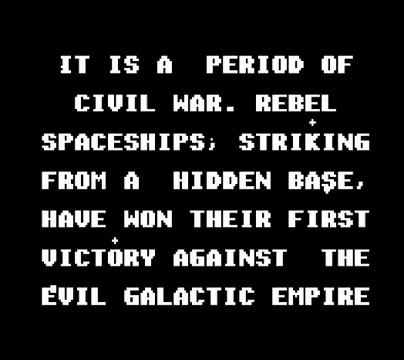 IT IS A PERIOD OF
CIVIL WAR. REBEL
SPACESHIPS; STRIKING
FROM A HIDDEN BASE,
HAVE WON THEIR FIRST
VICTORY AGAINST THE
EVIL GALACTIC EMPIRE